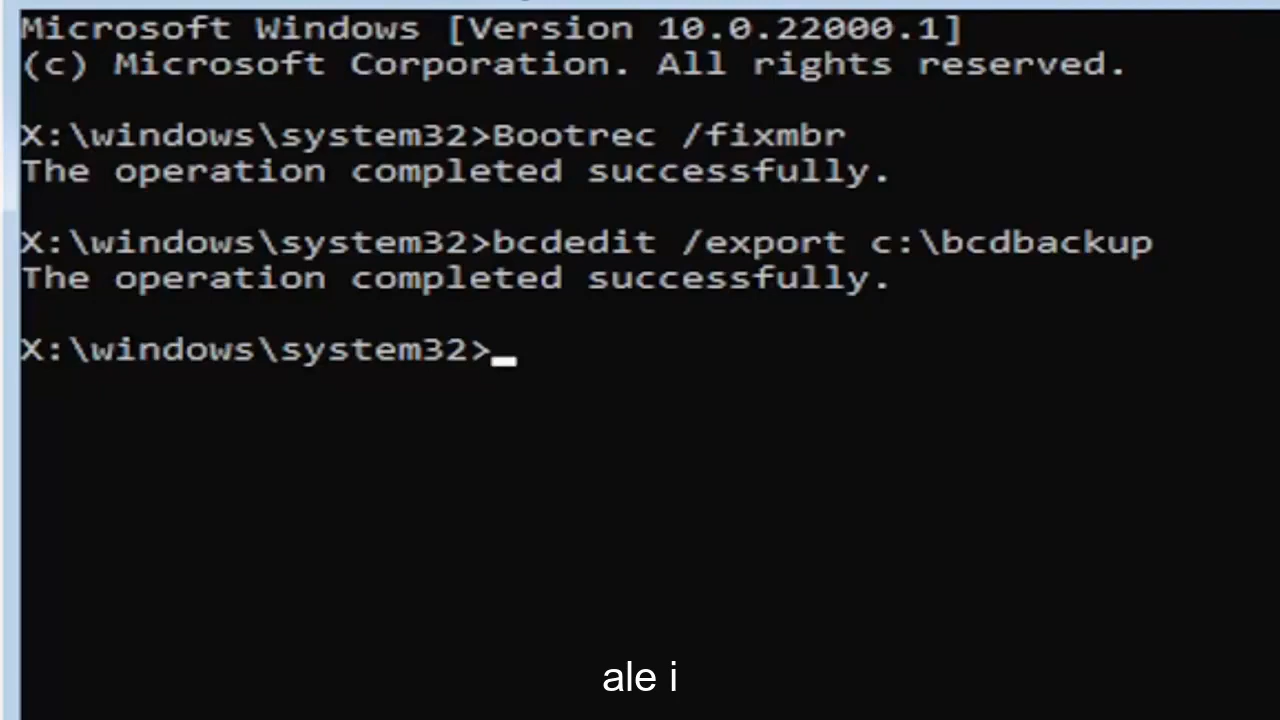 Microsoft Windows [Version 10.0.22000.1]
(c) Microsoft Corporation. All rights reserved.
X:\windows\system32>Bootrec /fixmbr
The operation completed successfully.
X:\windows\system32>bcdedit /export c:\bcdbackup
The operation completed successfully.
X:\windows\system32>
ale i